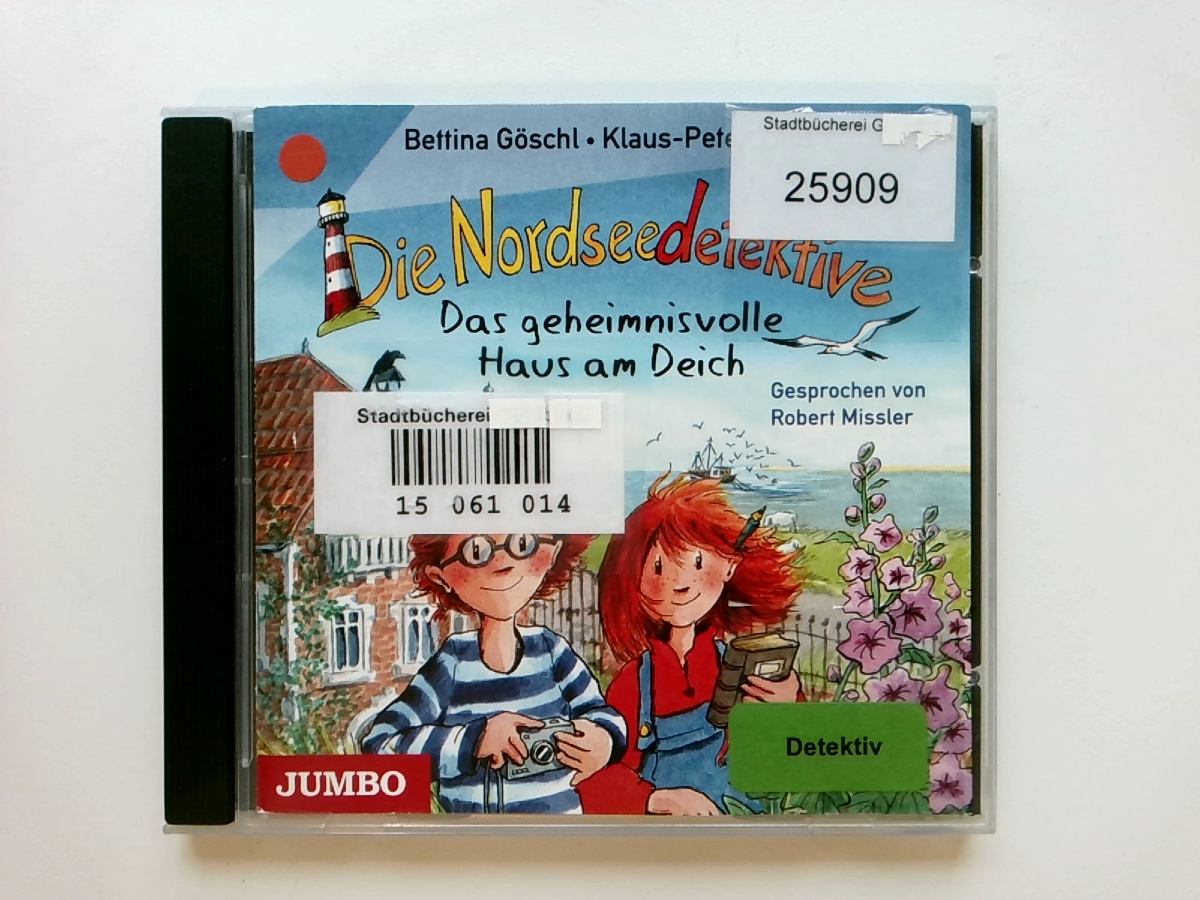 Bettina Göschl • Klaus-Pete
Stadtbücherei G
25909
Die Nordseedetektive
Das geheimnisvolle
Haus am Deich
Gesprochen von
Robert Missler
Stadtbücherei
15 061 014
Detektiv
JUMBO